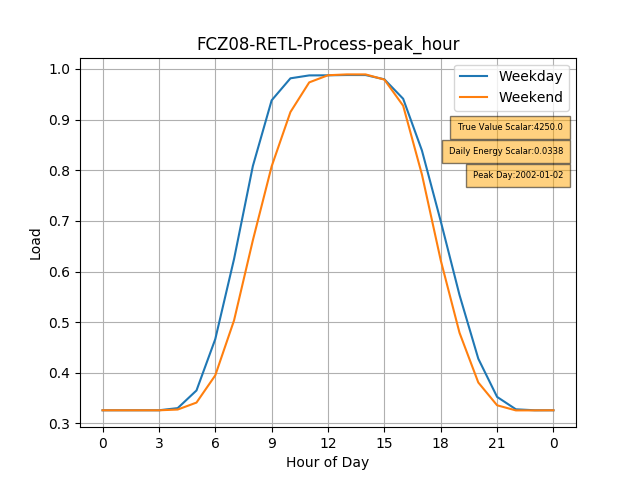 FCZ08-RETL-Process-peak_hour
1.0
0.9
0.8
0.7
0.6
0.5
0.4
0.3
Load
Weekday
Weekend
True Value Scalar:4250.0
Daily Energy Scalar:0.0338
Peak Day:2002-01-02
0 3 6 9 12 15 18 21 0
Hour of Day